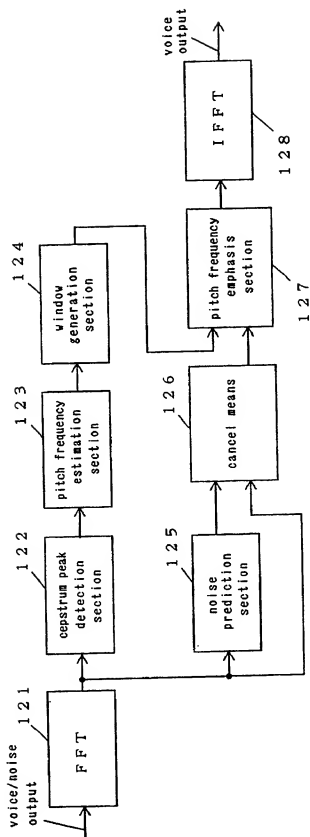 voice/noise
output
121
FFT
122
cepstrum peak
detection
section
123
pitch frequency
estimation
section
124
window
generation
section
125
noise
prediction
section
126
cancel means
pitch frequency
emphasis
section
127
IFFT
128
voice
output